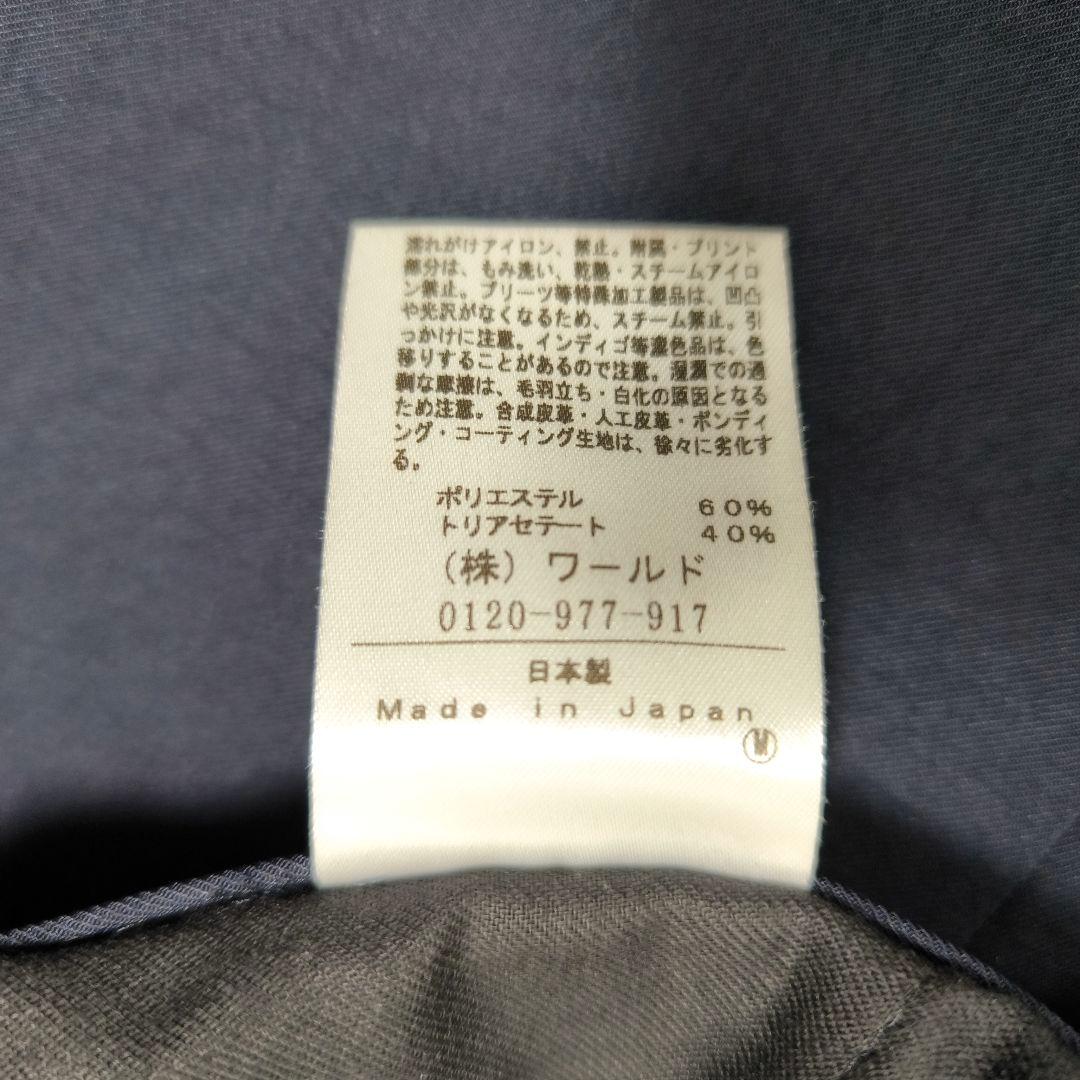 濡れがけアイロン、禁止。附属・プリント
部分は、もみ洗い、乾熱・スチームアイロ
ン禁止。プリーツ等特殊加工製品は、凹凸
や光沢がなくなるため、スチーム禁止。引
っかけに注意。インディゴ等濃色品は、色
移りすることがあるので注意。湿潤での過
剰な摩擦は、毛羽立ち・白化の原因となる
ため注意。合成皮革・人工皮革・ボンディ
ング・コーティング生地は、徐々に劣化す
る。
ポリエステル 60%
トリアセテート 40%
(株)ワールド
0120-977-917
日本製
Made in Japan
Ⓜ